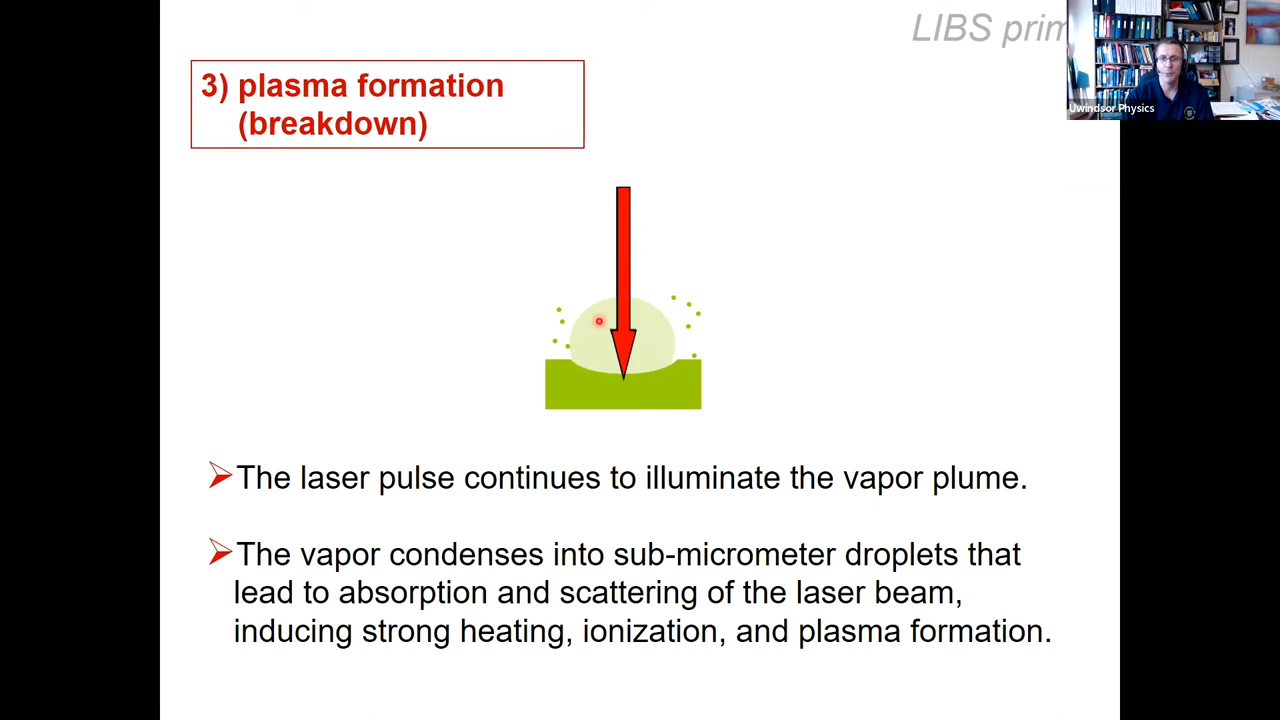 LIBS prim
3) plasma formation
(breakdown)
Uwindsor Physics
➢The laser pulse continues to illuminate the vapor plume.
➢The vapor condenses into sub-micrometer droplets that
lead to absorption and scattering of the laser beam,
inducing strong heating, ionization, and plasma formation.